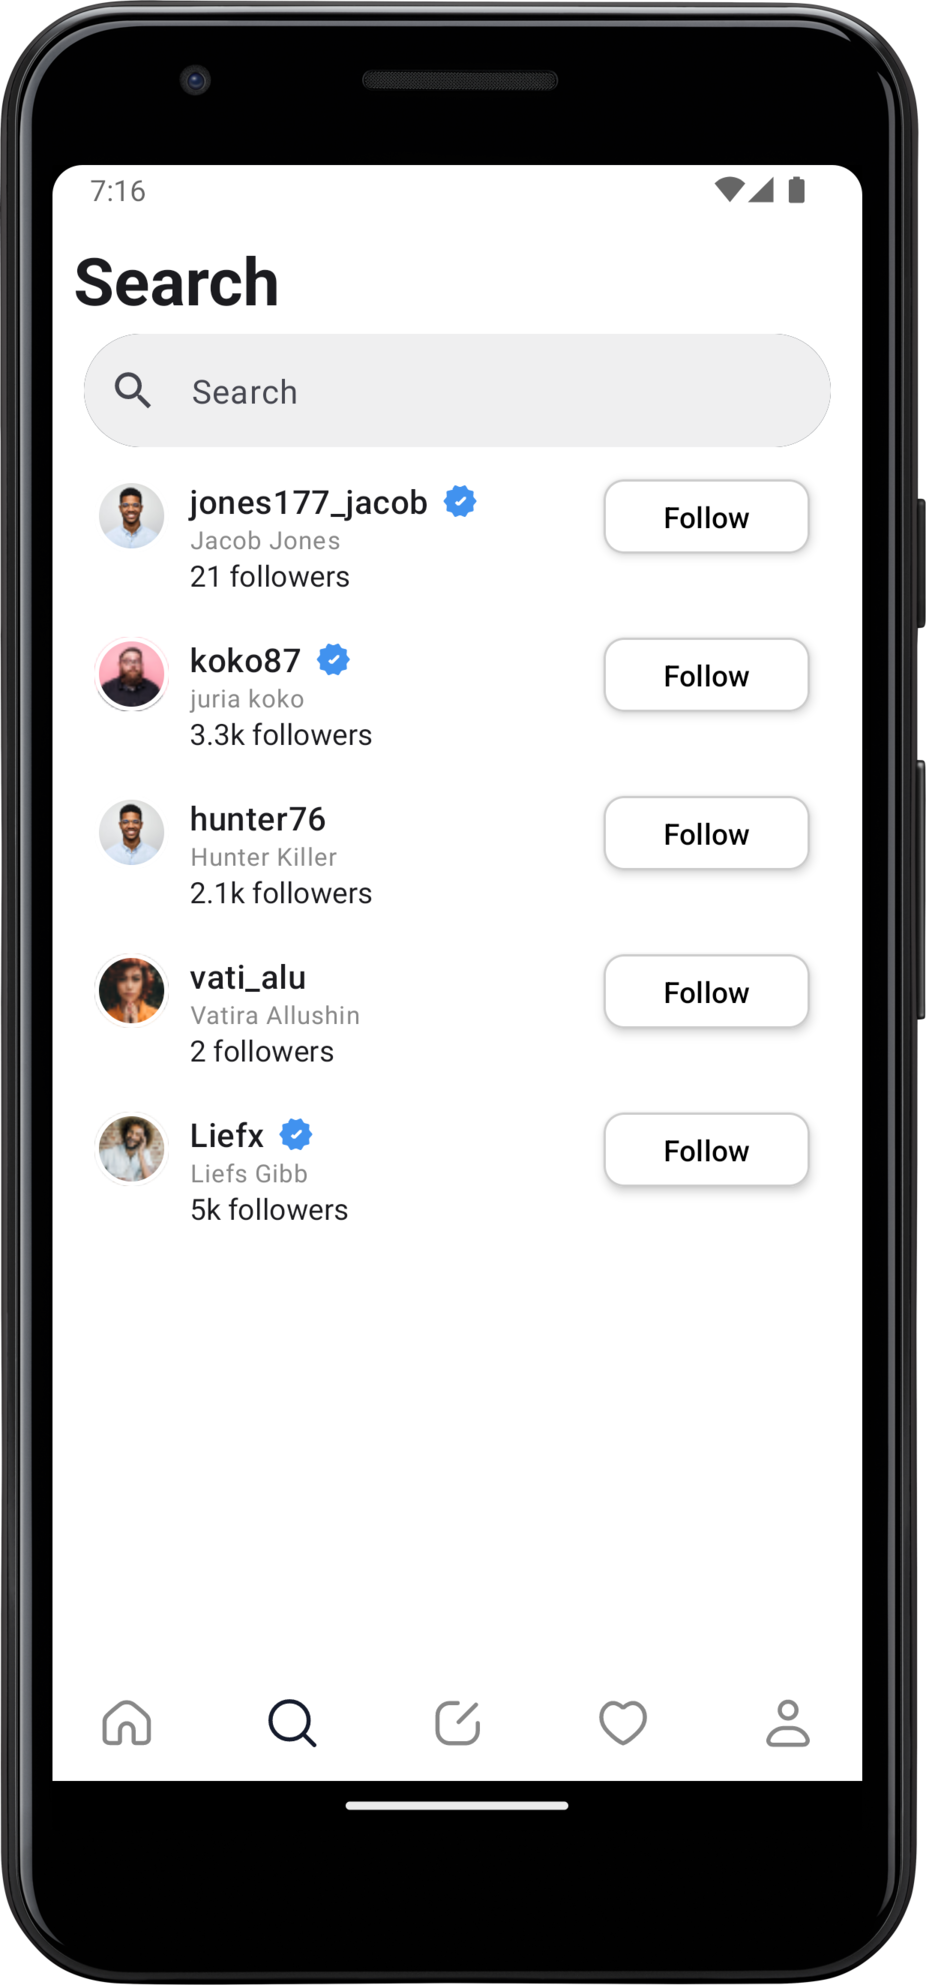 7:16
Search
Search
jones177_jacob
Jacob Jones
21 followers
Follow
koko87
juria koko
3.3k followers
Follow
hunter76
Hunter Killer
2.1k followers
Follow
vati_alu
Vatira Allushin
2 followers
Follow
Liefx
Liefs Gibb
5k followers
Follow